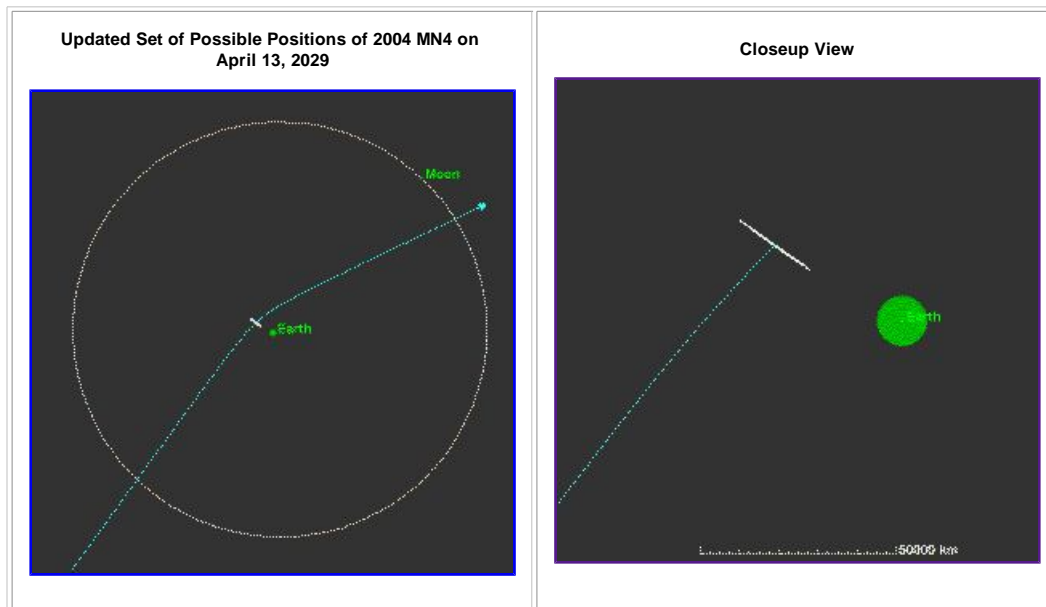 Updated Set of Possible Positions of 2004 MN4 on
April 13, 2029
Moon
Earth
Closeup View
Earth
50000 km